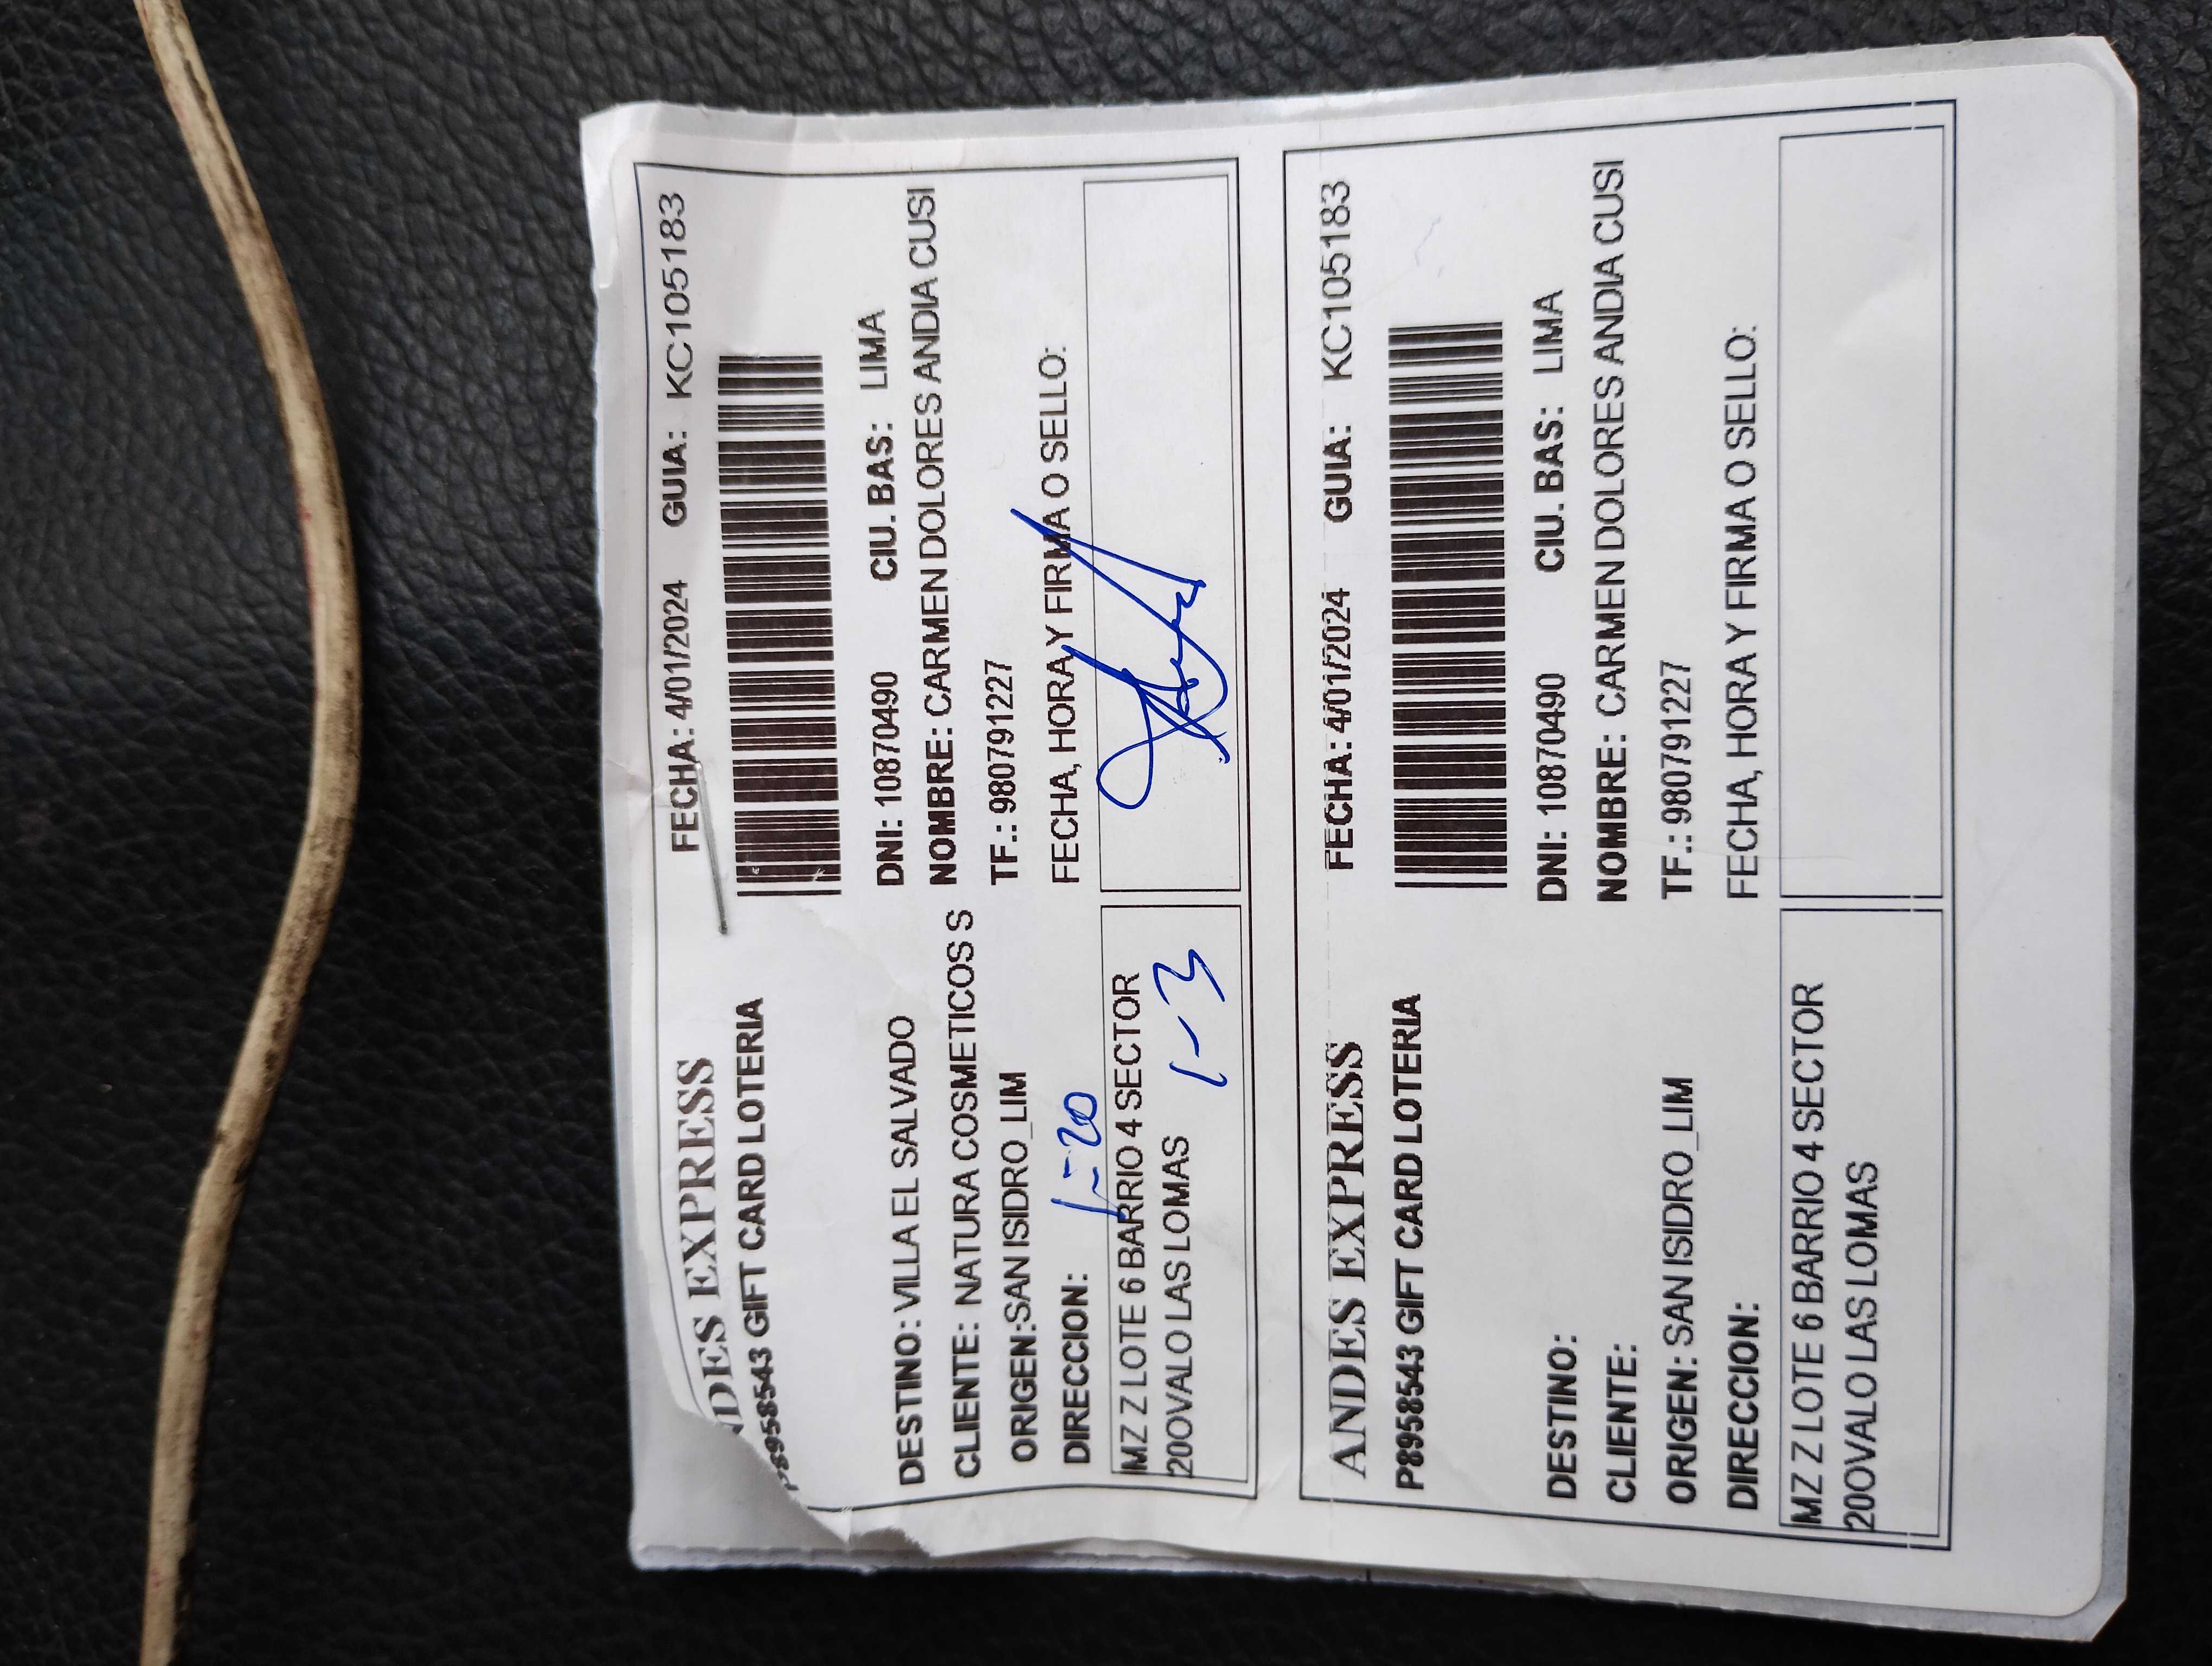 ANDES EXPRESS FECHA: 4/01/2024 GUIA: KC105183
P8958543 GIFT CARD LOTERIA
DESTINO: VILLA EL SALVADO DNI: 10870490 CIU. BAS: LIMA
CLIENTE: NATURA COSMETICOS S NOMBRE: CARMEN DOLORES ANDIA CUSI
ORIGEN:SAN ISIDRO_LIM TF.: 980791227
DIRECCION: 1-20 FECHA, HORA Y FIRMA O SELLO:
MZ Z LOTE 6 BARRIO 4 SECTOR
20OVALO LAS LOMAS 1-3
ANDES EXPRESS FECHA: 4/01/2024 GUIA: KC105183
P8958543 GIFT CARD LOTERIA
DESTINO: DNI: 10870490 CIU. BAS: LIMA
CLIENTE: NOMBRE: CARMEN DOLORES ANDIA CUSI
ORIGEN: SAN ISIDRO_LIM TF.: 980791227
DIRECCION: FECHA, HORA Y FIRMA O SELLO:
MZ Z LOTE 6 BARRIO 4 SECTOR
20OVALO LAS LOMAS